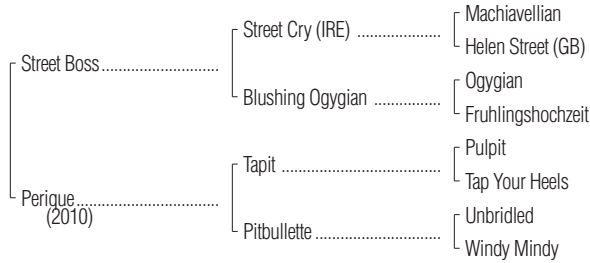 Machiavellian
Street Cry (IRE) ..................
Helen Street (GB)
Street Boss.........................
Ogygian
Blushing Ogygian ................
Fruhlingshochzeit
Pulpit
Tapit ..................................
Tap Your Heels
Perique..............................
(2010)
Unbridled
Pitbullette ..........................
Windy Mindy